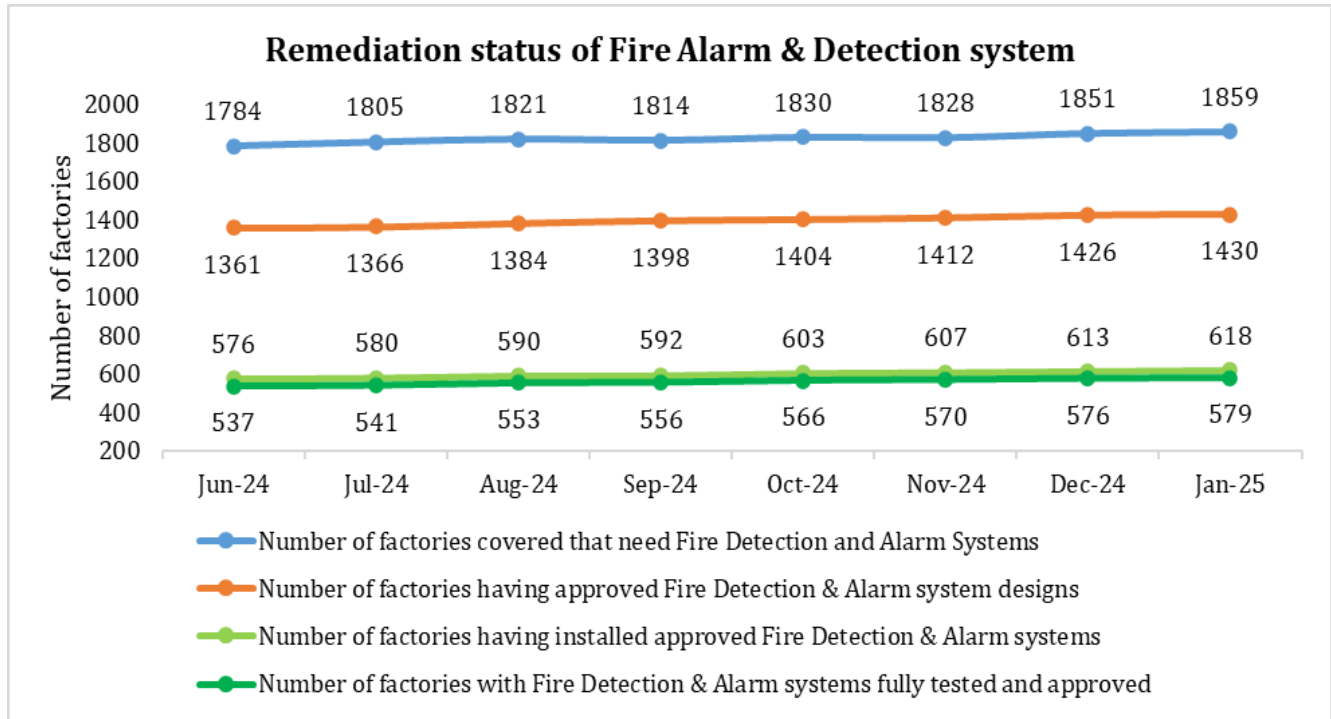 Remediation status of Fire Alarm & Detection system
Number of factories
2000
1800
1600
1400
1200
1000
800
600
400
200
1784 1805 1821 1814 1830 1828 1851 1859
1361 1366 1384 1398 1404 1412 1426 1430
576 580 590 592 603 607 613 618
537 541 553 556 566 570 576 579
Jun-24 Jul-24 Aug-24 Sep-24 Oct-24 Nov-24 Dec-24 Jan-25
Number of factories covered that need Fire Detection and Alarm Systems
Number of factories having approved Fire Detection & Alarm system designs
Number of factories having installed approved Fire Detection & Alarm systems
Number of factories with Fire Detection & Alarm systems fully tested and approved